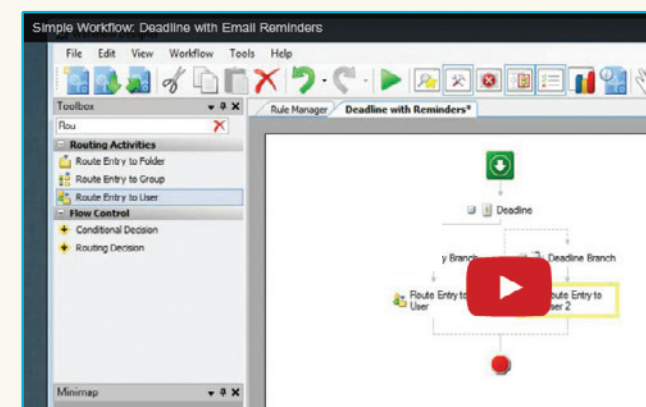 Simple Workflow: Deadline with Email Reminders
File Edit View Workflow Tools Help
Toolbox
Rule Manager Deadline with Reminders*
Rou
Routing Activities
Route Entry to Folder
Route Entry to Group
Route Entry to User
Flow Control
Conditional Decision
Routing Decision
Deadline
y Branch
Deadline Branch
Route Entry to
User
oute Entry to
ser 2
Minimap